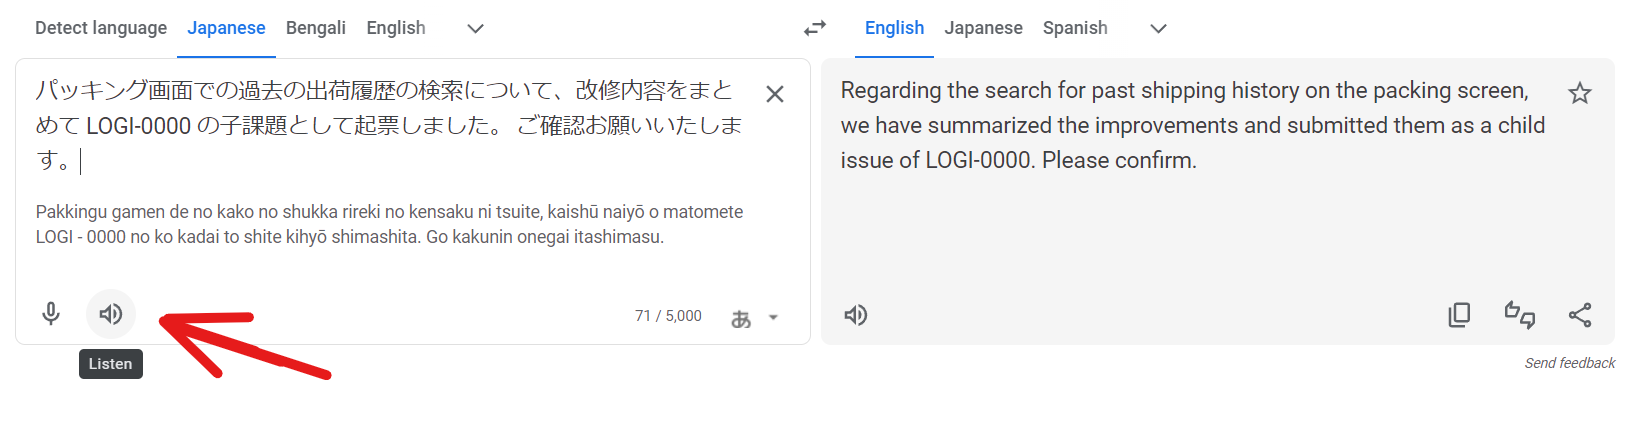 Detect language Japanese Bengali English
English Japanese Spanish
パッキング画面での過去の出荷履歴の検索について、改修内容をまと
めて LOGI-0000 の子課題として起票しました。 ご確認お願いいたしま
す。
Pakkingu gamen de no kako no shukka rireki no kensaku ni tsuite, kaishū naiyō o matomete
LOGI - 0000 no ko kadai to shite kihyō shimashita. Go kakunin onegai itashimasu.
71 / 5,000
あ
Listen
Regarding the search for past shipping history on the packing screen,
we have summarized the improvements and submitted them as a child
issue of LOGI-0000. Please confirm.
Send feedback